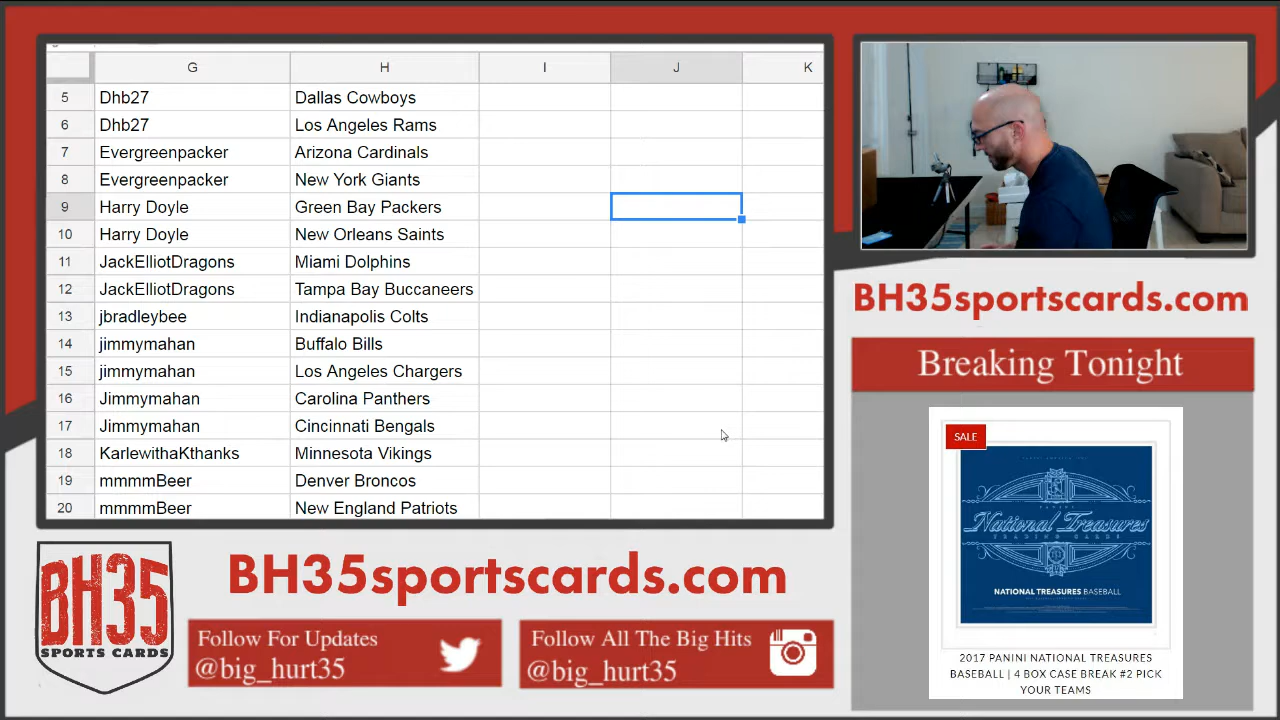 G H I J K
5 Dhb27 Dallas Cowboys
6 Dhb27 Los Angeles Rams
7 Evergreenpacker Arizona Cardinals
8 Evergreenpacker New York Giants
9 Harry Doyle Green Bay Packers
10 Harry Doyle New Orleans Saints
11 JackElliotDragons Miami Dolphins
12 JackElliotDragons Tampa Bay Buccaneers
13 jbradleybee Indianapolis Colts
14 jimmymahan Buffalo Bills
15 jimmymahan Los Angeles Chargers
16 Jimmymahan Carolina Panthers
17 Jimmymahan Cincinnati Bengals
18 KarlewithaKthanks Minnesota Vikings
19 mmmmBeer Denver Broncos
20 mmmmBeer New England Patriots
BH35sportscards.com
Breaking Tonight
SALE
PANINI
National Treasures
TRADING CARDS
NATIONAL TREASURES BASEBALL
2017 PANINI NATIONAL TREASURES
BASEBALL | 4 BOX CASE BREAK #2 PICK
YOUR TEAMS
BH35
SPORTS CARDS
BH35sportscards.com
Follow For Updates
@big_hurt35
Follow All The Big Hits
@big_hurt35